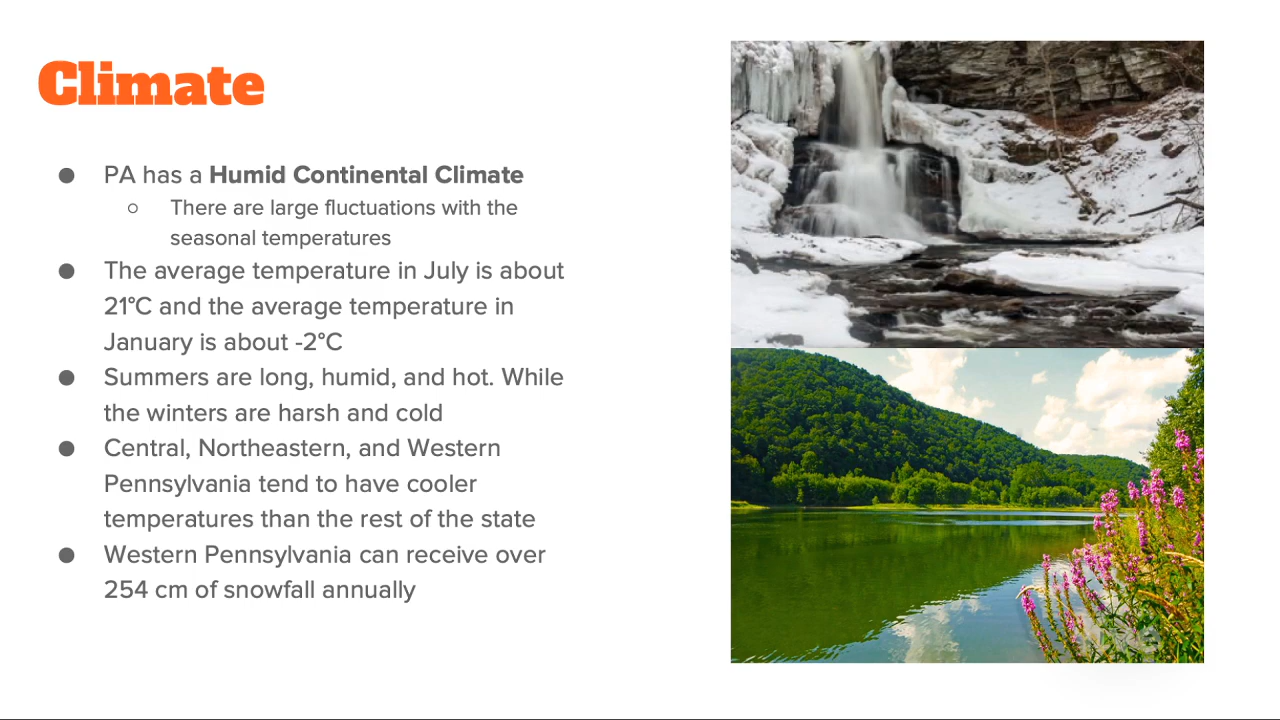 Climate
● PA has a Humid Continental Climate
○ There are large fluctuations with the
seasonal temperatures
● The average temperature in July is about
21°C and the average temperature in
January is about -2°C
● Summers are long, humid, and hot. While
the winters are harsh and cold
● Central, Northeastern, and Western
Pennsylvania tend to have cooler
temperatures than the rest of the state
● Western Pennsylvania can receive over
254 cm of snowfall annually